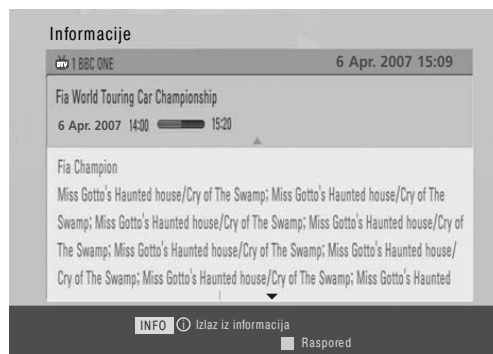 Informacije
DTV 1 BBC ONE 6 Apr. 2007 15:09
Fia World Touring Car Championship
6 Apr. 2007 14:00 15:20
Fia Champion
Miss Gotto's Haunted house/Cry of The Swamp; Miss Gotto's Haunted house/Cry of The
Swamp; Miss Gotto's Haunted house/Cry of The Swamp; Miss Gotto's Haunted house/Cry of
The Swamp; Miss Gotto's Haunted house/Cry of The Swamp; Miss Gotto's Haunted house/
Cry of The Swamp; Miss Gotto's Haunted house/Cry of The Swamp; Miss Gotto's Haunted
INFO i Izlaz iz informacija
Raspored